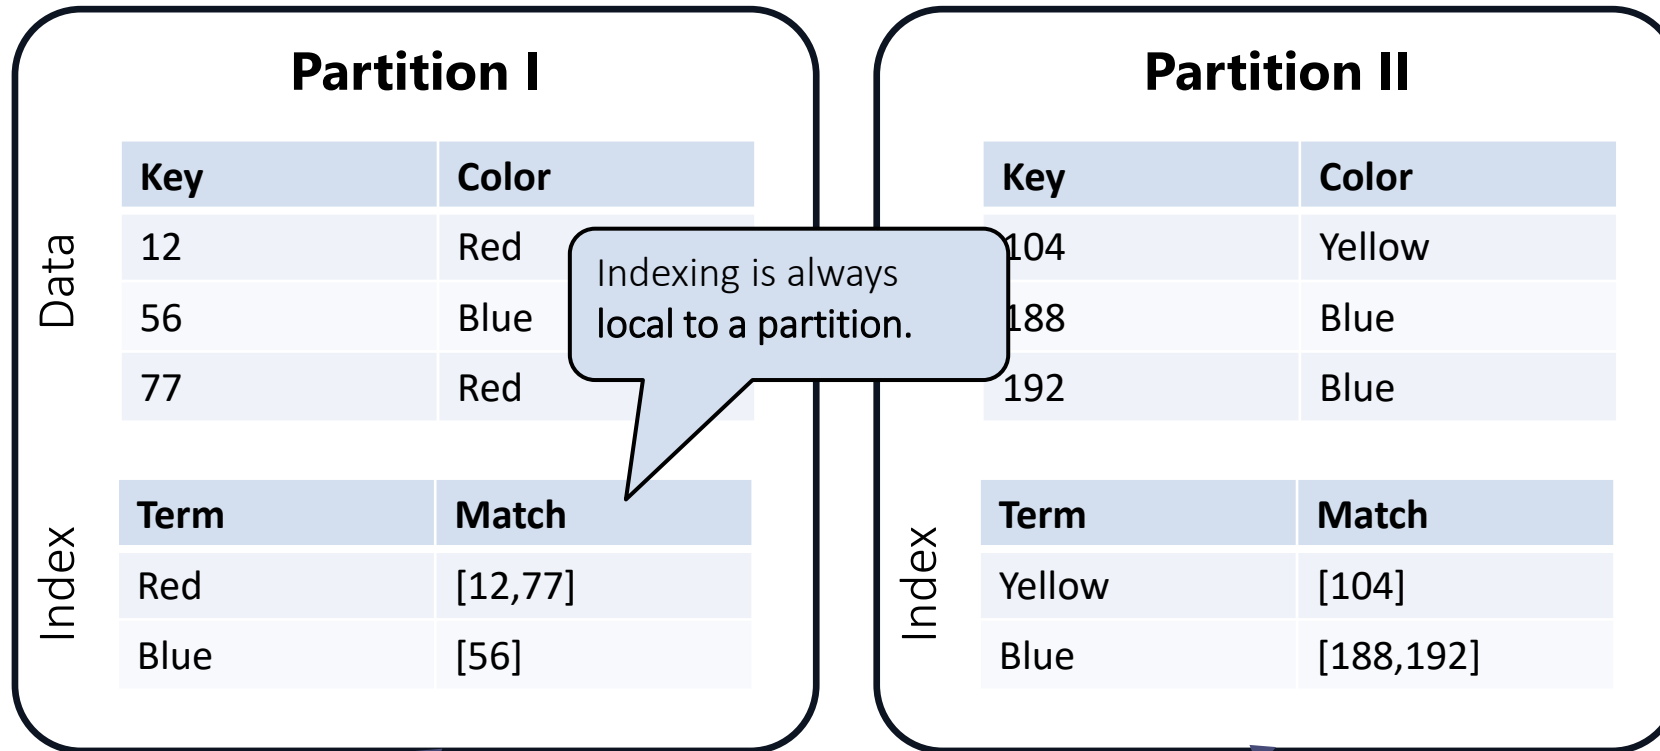 Partition I
Data
Key Color
12 Red
56 Blue
77 Red
Index
Term Match
Red [12,77]
Blue [56]
Indexing is always
local to a partition.
Partition II
Key Color
104 Yellow
188 Blue
192 Blue
Index
Term Match
Yellow [104]
Blue [188,192]